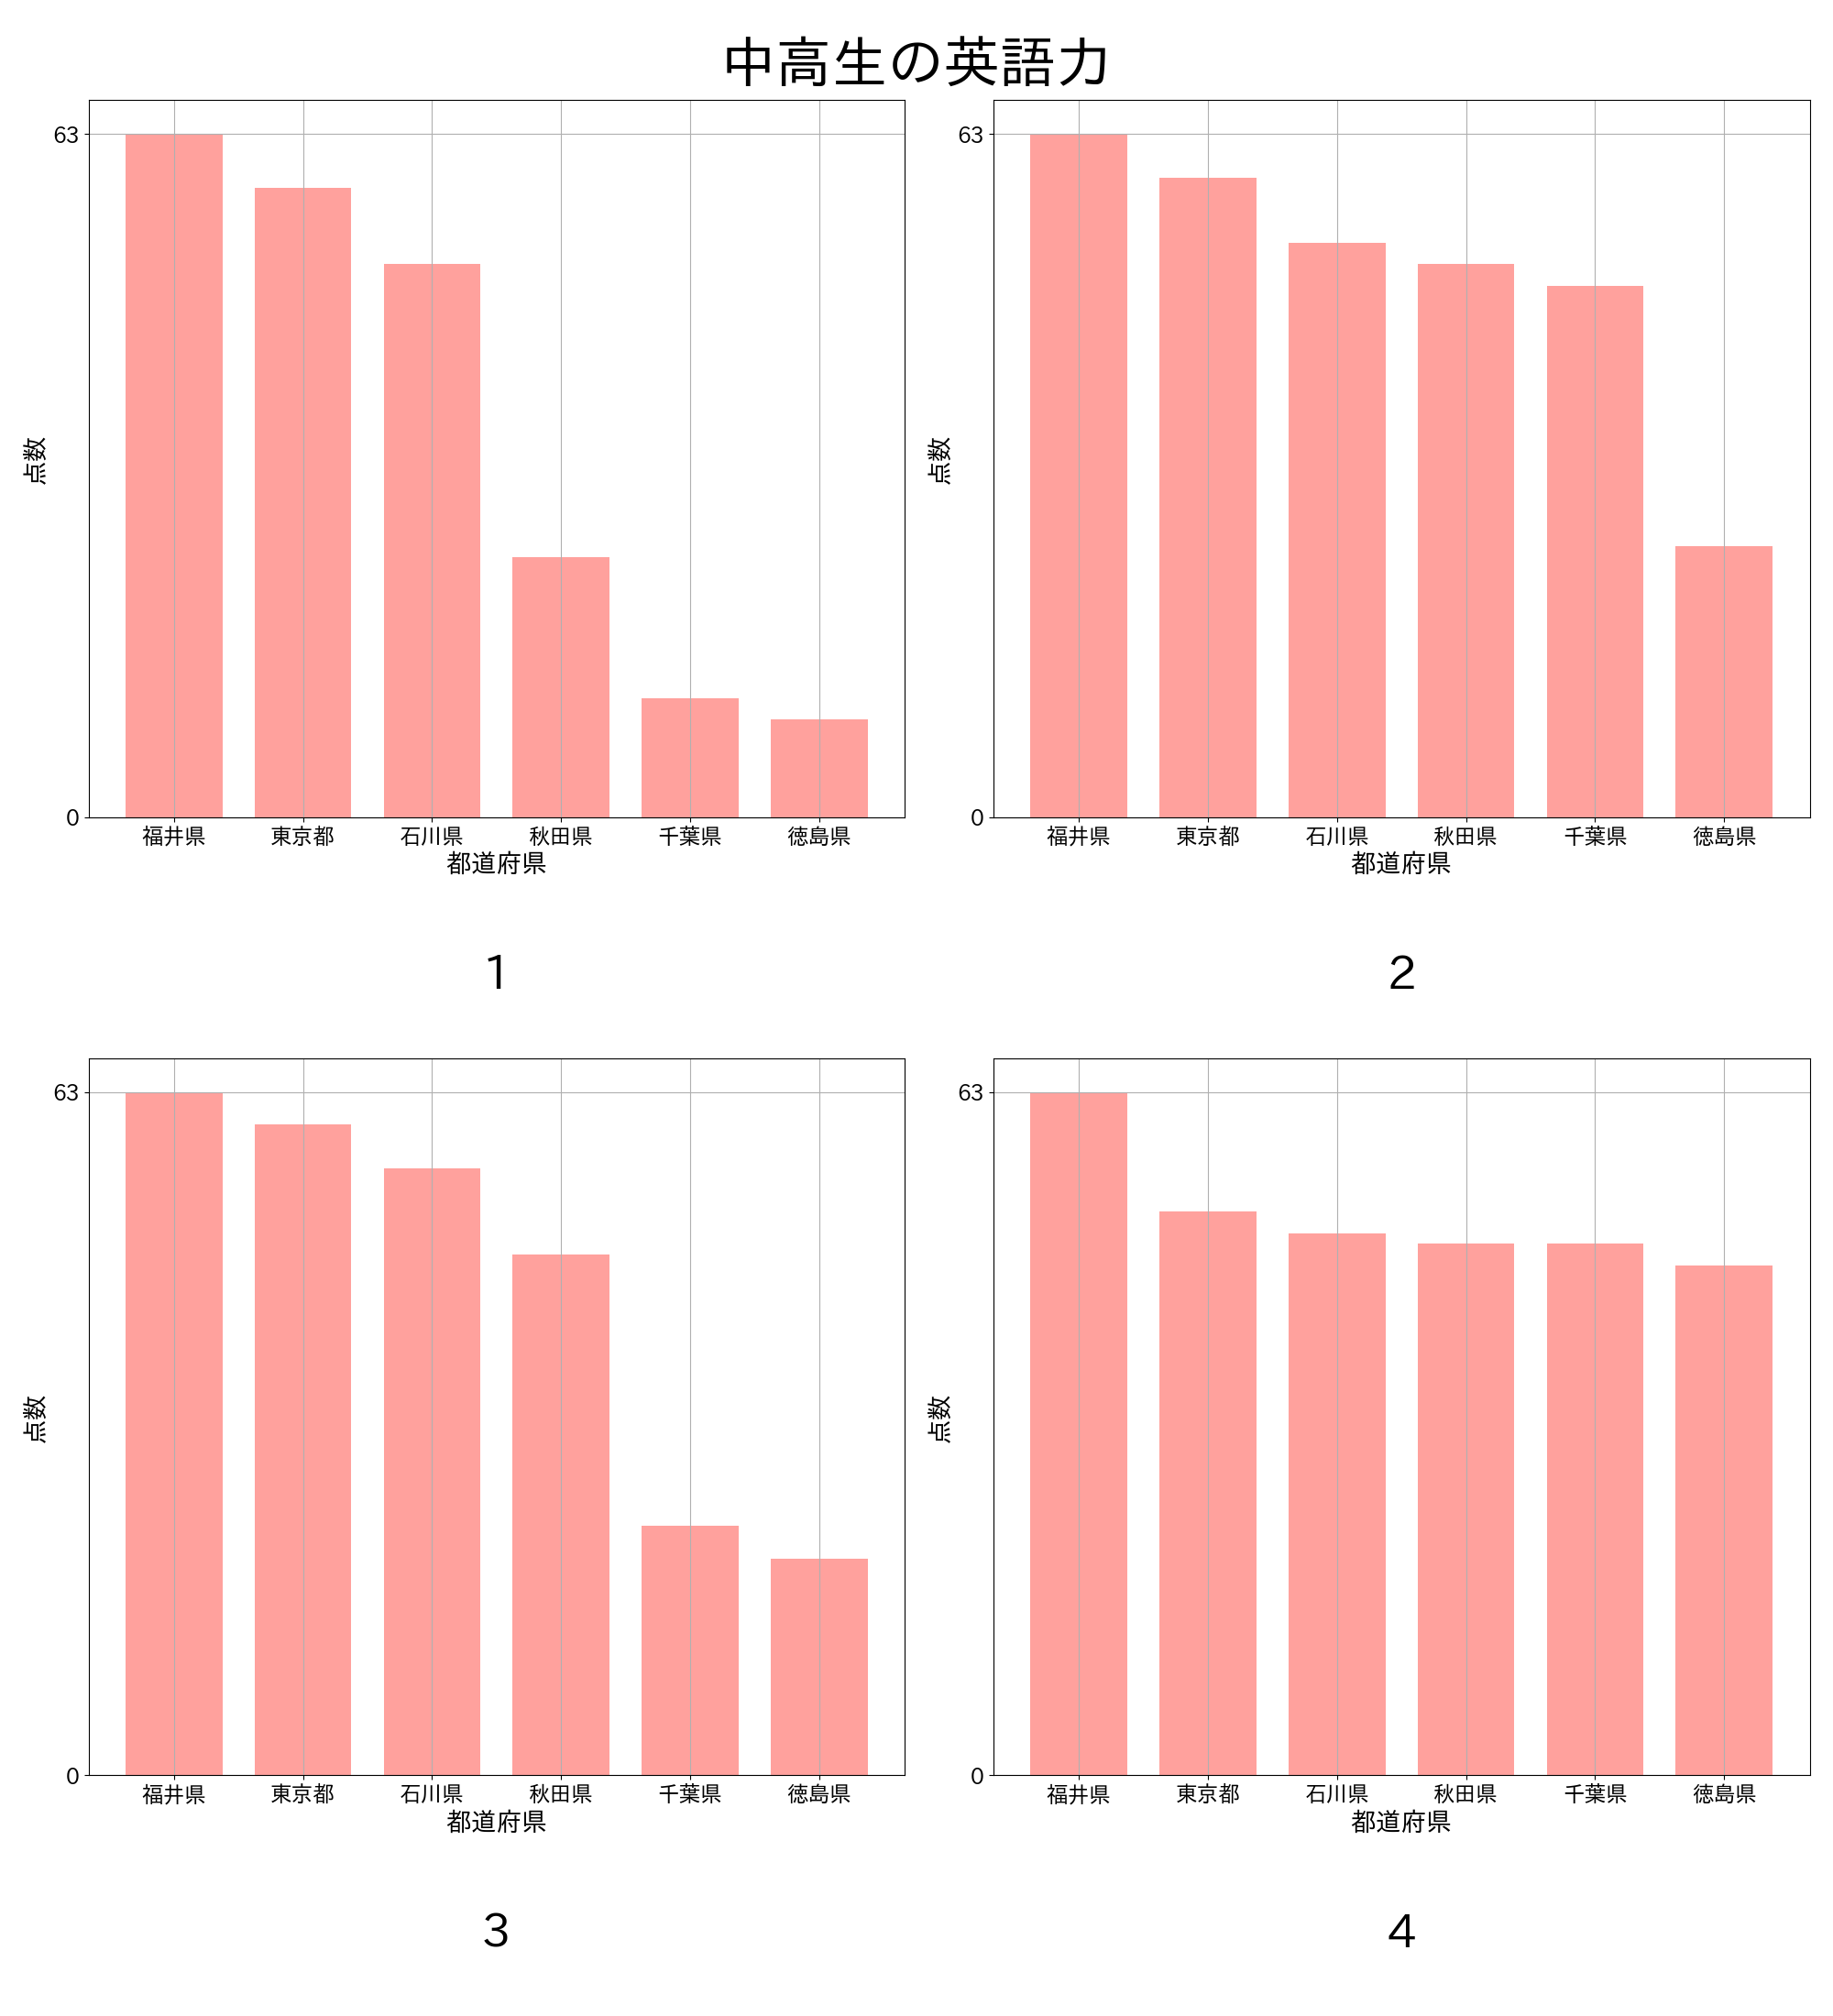 中高生の英語力
63
点数
0
福井県 東京都 石川県 秋田県 千葉県 徳島県
都道府県
1
63
点数
0
福井県 東京都 石川県 秋田県 千葉県 徳島県
都道府県
2
63
点数
0
福井県 東京都 石川県 秋田県 千葉県 徳島県
都道府県
3
63
点数
0
福井県 東京都 石川県 秋田県 千葉県 徳島県
都道府県
4